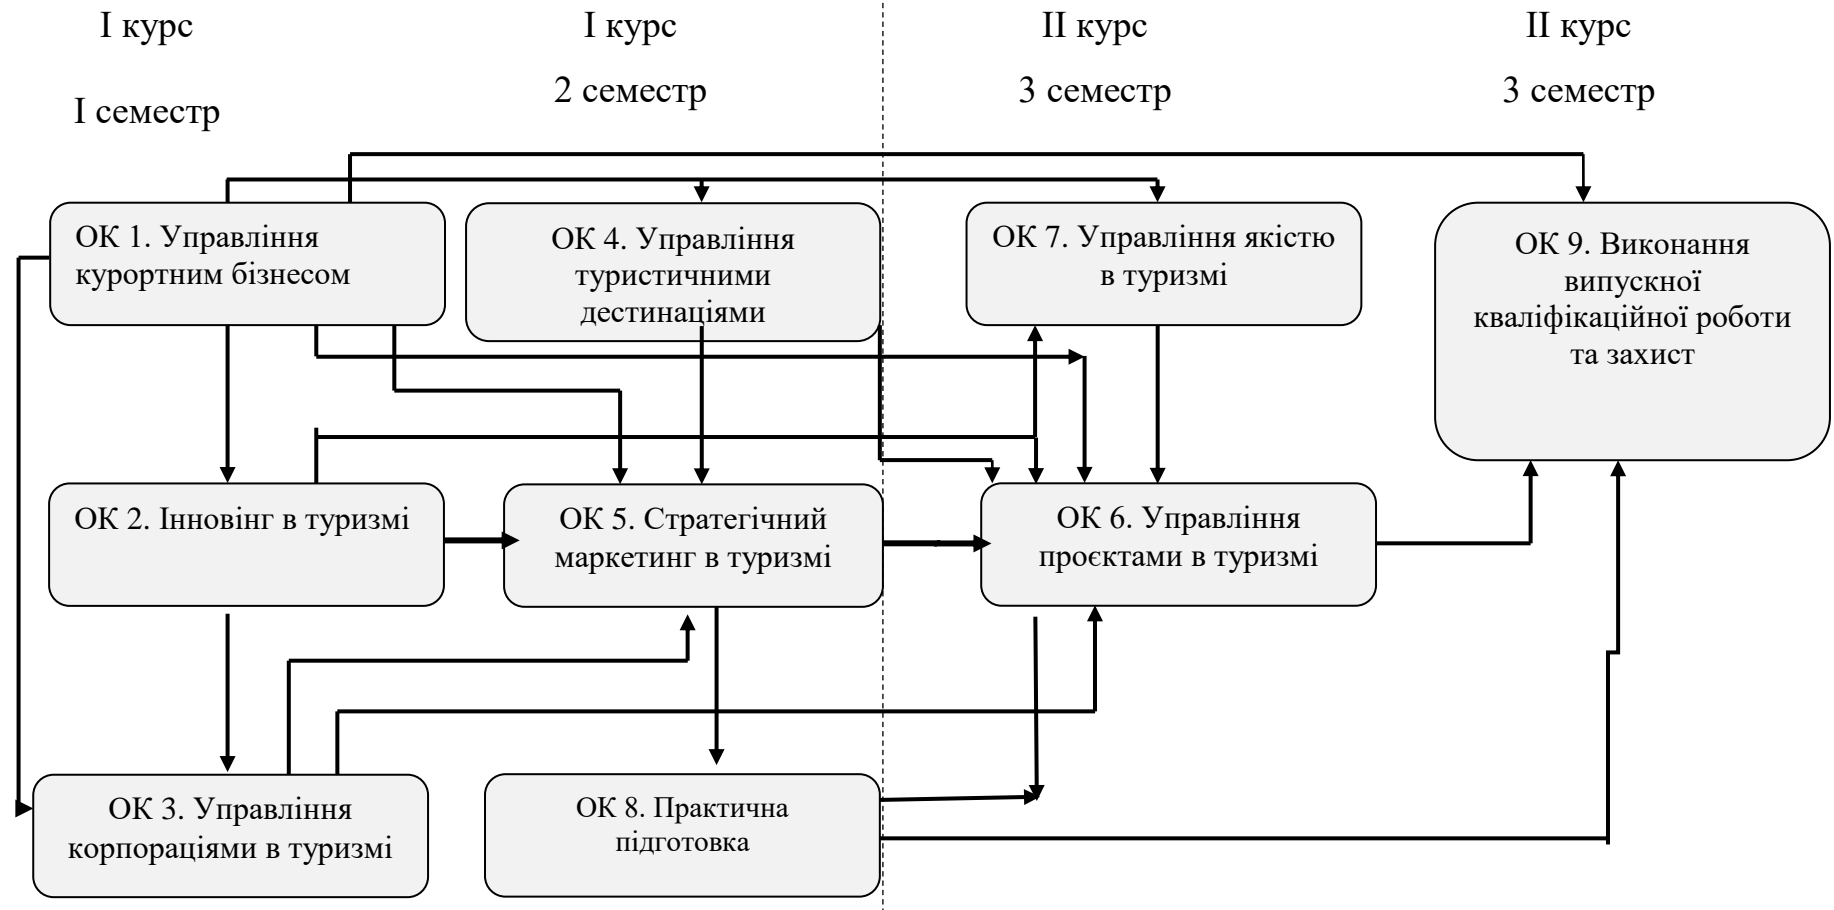 І курс
І курс
ІІ курс
ІІ курс
І семестр
2 семестр
3 семестр
3 семестр
ОК 1. Управління
курортним бізнесом
ОК 4. Управління
туристичними
дестинаціями
ОК 7. Управління якістю
в туризмі
ОК 9. Виконання
випускної
кваліфікаційної роботи
та захист
ОК 2. Інновінг в туризмі
ОК 5. Стратегічний
маркетинг в туризмі
ОК 6. Управління
проєктами в туризмі
ОК 3. Управління
корпораціями в туризмі
ОК 8. Практична
підготовка